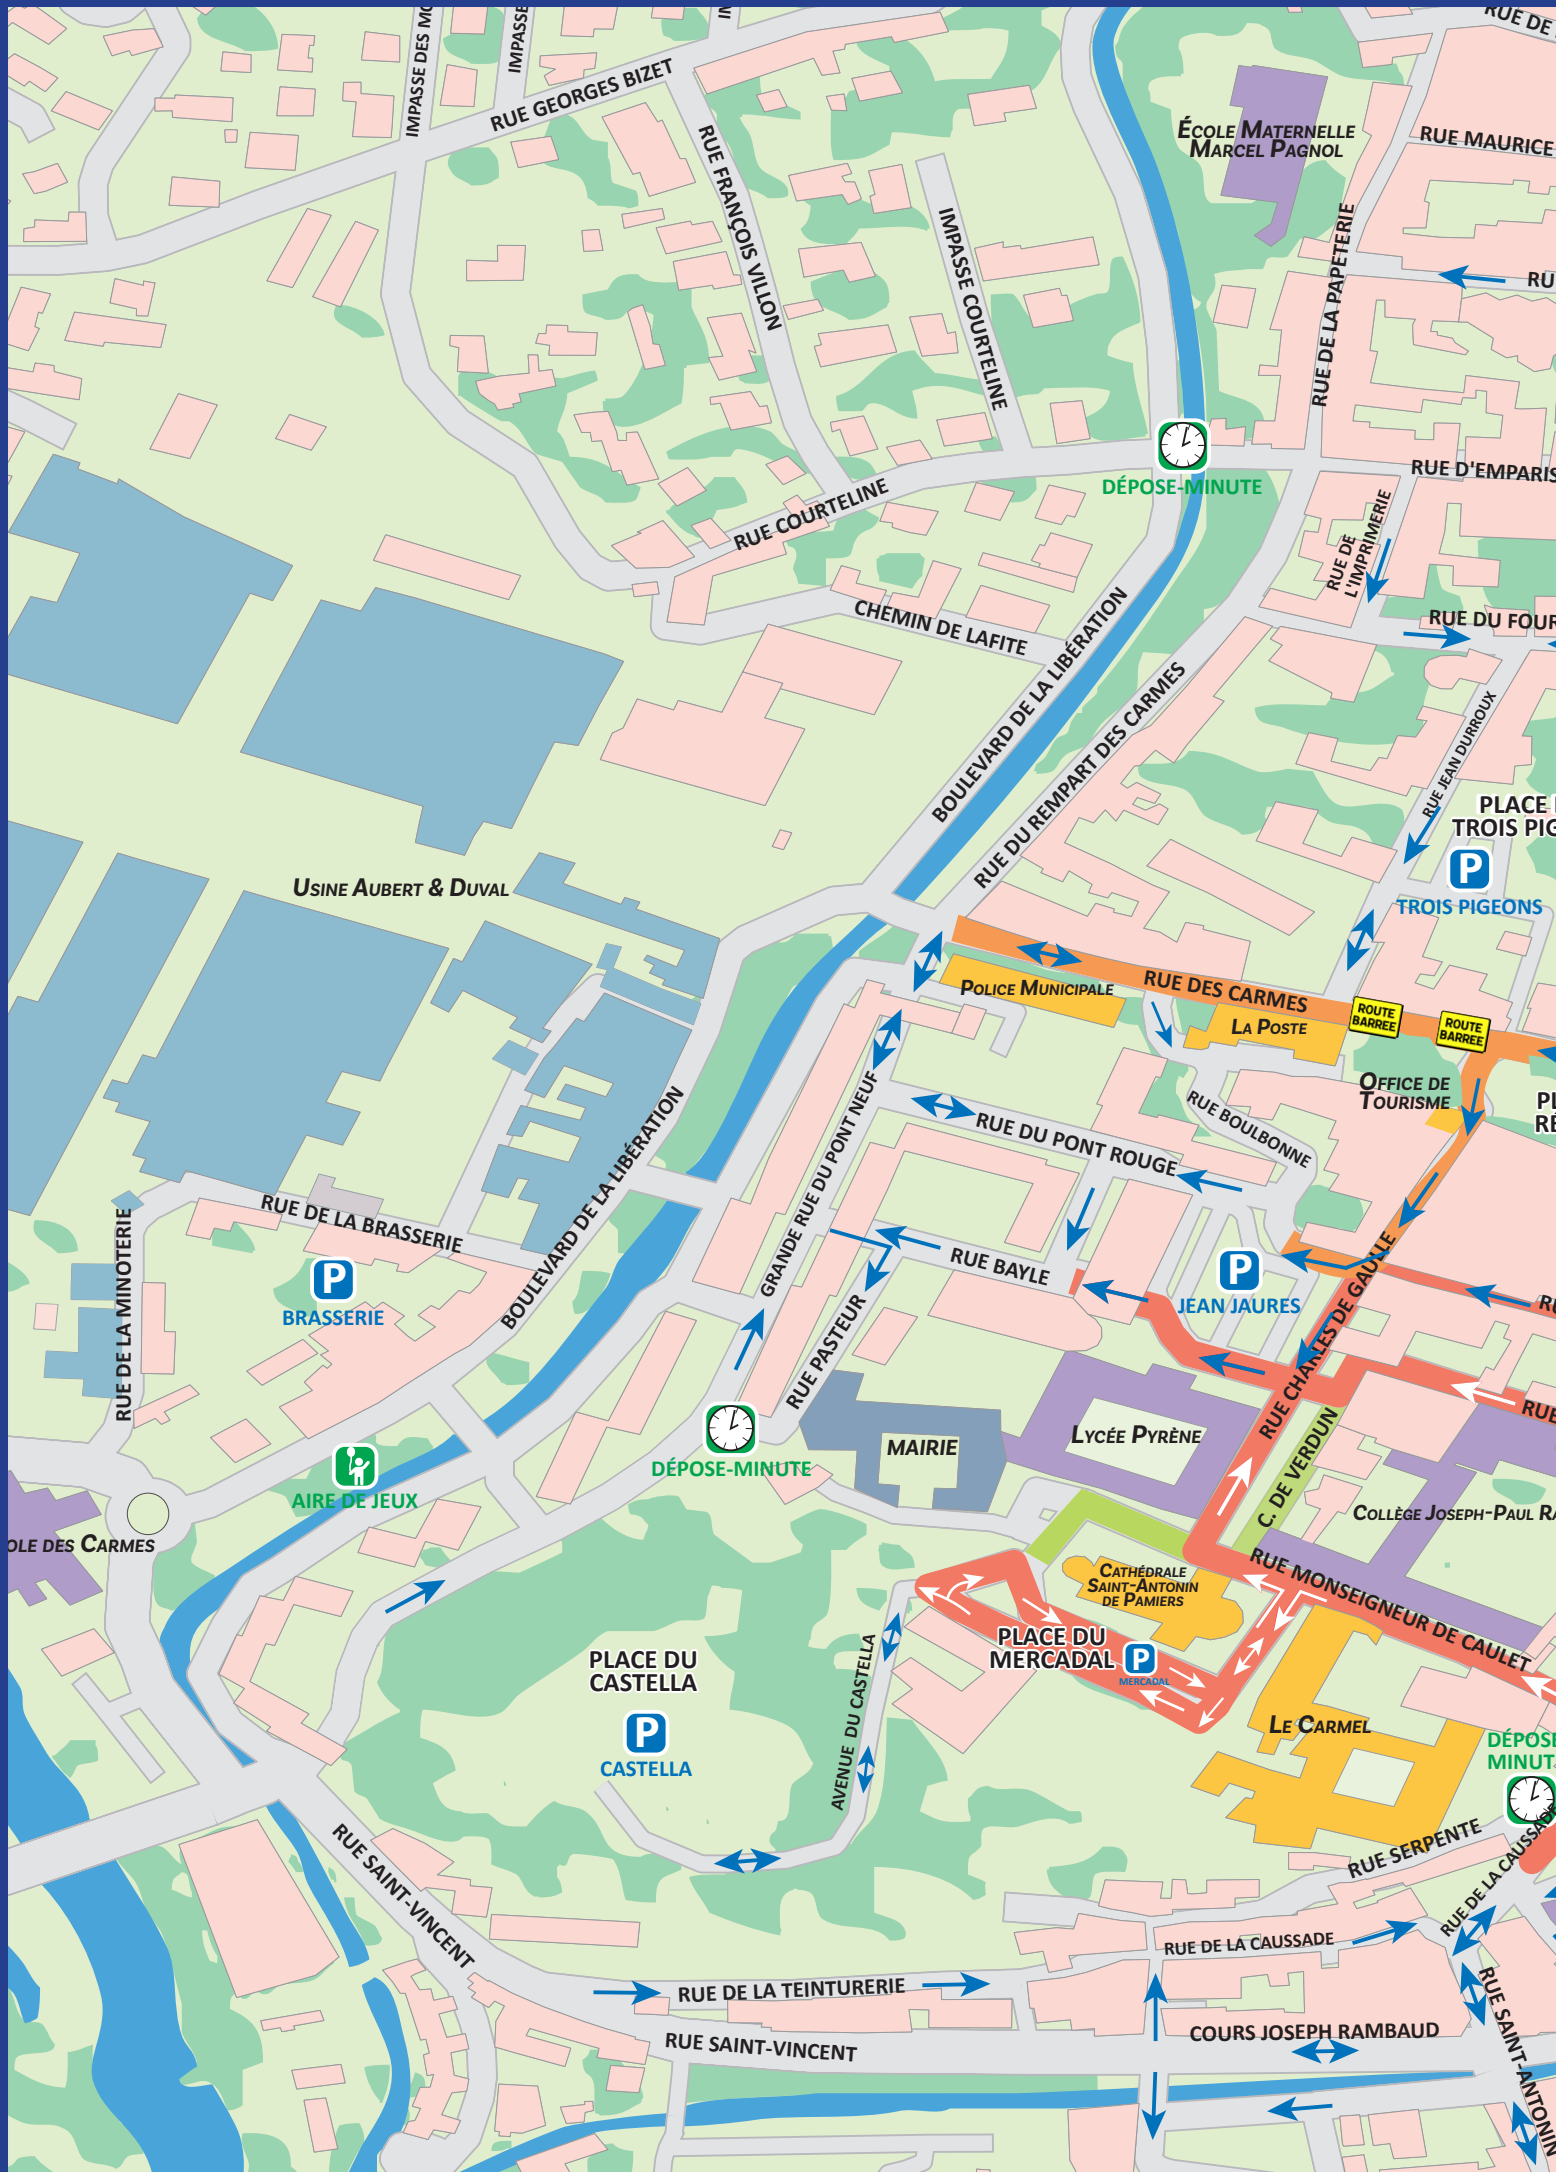 RUE DE
IMPASSE DES
IMPASSE
RUE GEORGES BIZET
RUE FRANÇOIS VILLON
ÉCOLE MATERNELLE
MARCEL PAGNOL
RUE MAURICE
IMPASSE COURTELINE
RUE DE LA PAPETERIE
RU
DÉPOSE-MINUTE
RUE D'EMPARIS
RUE COURTELINE
RUE DE
L'IMPRIMERIE
CHEMIN DE LAFITE
RUE DU FOUR
BOULEVARD DE LA LIBÉRATION
RUE DU REMPART DES CARMES
RUE JEAN DURROUX
PLACE
TROIS PIG
P
TROIS PIGEONS
USINE AUBERT & DUVAL
POLICE MUNICIPALE
RUE DES CARMES
LA POSTE
ROUTE
BARREE
ROUTE
BARREE
OFFICE DE
TOURISME
PL
RÉ
GRANDE RUE DU PONT NEUF
RUE DU PONT ROUGE
RUE BOULBONNE
BOULEVARD DE LA LIBÉRATION
RUE DE LA BRASSERIE
RUE DE LA MINOTERIE
P
BRASSERIE
RUE BAYLE
P
JEAN JAURES
RUE CHARLES DE GAULLE
RU
RUE PASTEUR
RUE
DÉPOSE-MINUTE
MAIRIE
LYCÉE PYRÈNE
C. DE VERDUN
AIRE DE JEUX
OLE DES CARMES
COLLÈGE JOSEPH-PAUL RA
CATHÉDRALE
SAINT-ANTONIN
DE PAMIERS
RUE MONSEIGNEUR DE CAULET
PLACE DU
MERCADAL
P
MERCADAL
PLACE DU
CASTELLA
P
CASTELLA
AVENUE DU CASTELLA
LE CARMEL
DÉPOSE
MINUT
RUE SERPENTE
RUE DE LA CAUSSADE
RUE SAINT-VINCENT
RUE DE LA CAUSSADE
RUE DE LA TEINTURERIE
RUE SAINT-ANTONIN
COURS JOSEPH RAMBAUD
RUE SAINT-VINCENT